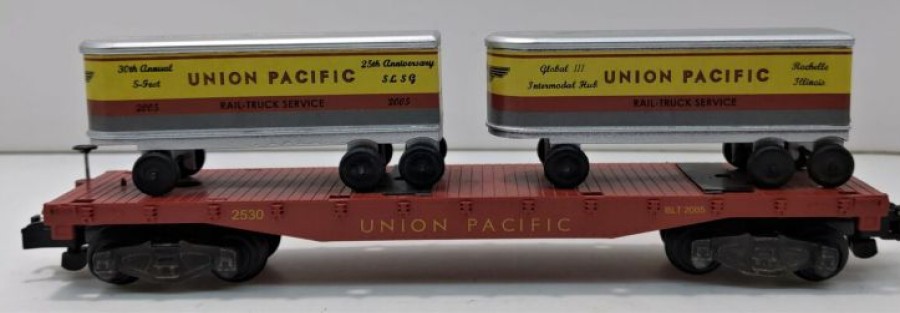 30th Annual
S-Fest
2005
UNION PACIFIC
RAIL-TRUCK SERVICE
25th Anniversary
SLSG
2005
Global III
Intermodal Hub
UNION PACIFIC
RAIL-TRUCK SERVICE
Rochelle
Illinois
2530
UNION PACIFIC
BLT 2005